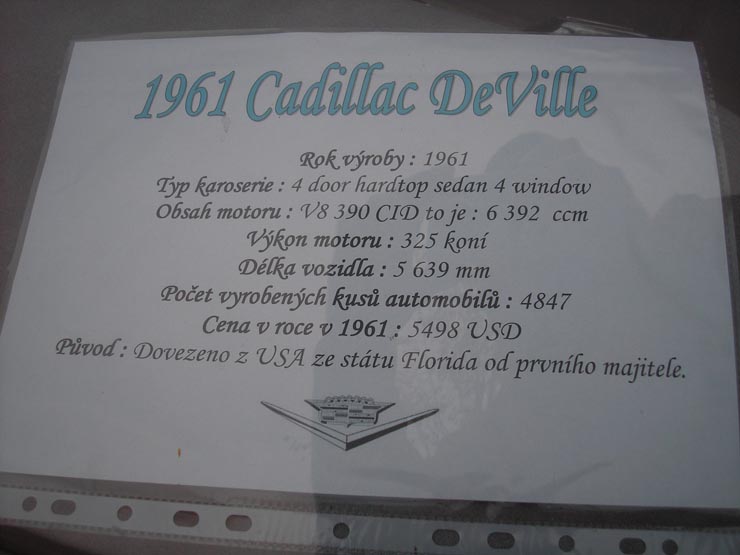 1961 Cadillac DeVille
Rok výroby : 1961
Typ karoserie : 4 door hardtop sedan 4 window
Obsah motoru : V8 390 CID to je : 6 392 ccm
Výkon motoru : 325 koní
Délka vozidla : 5 639 mm
Počet vyrobených kusů automobilů : 4847
Cena v roce v 1961 : 5498 USD
Původ : Dovezeno z USA ze státu Florida od prvního majitele.